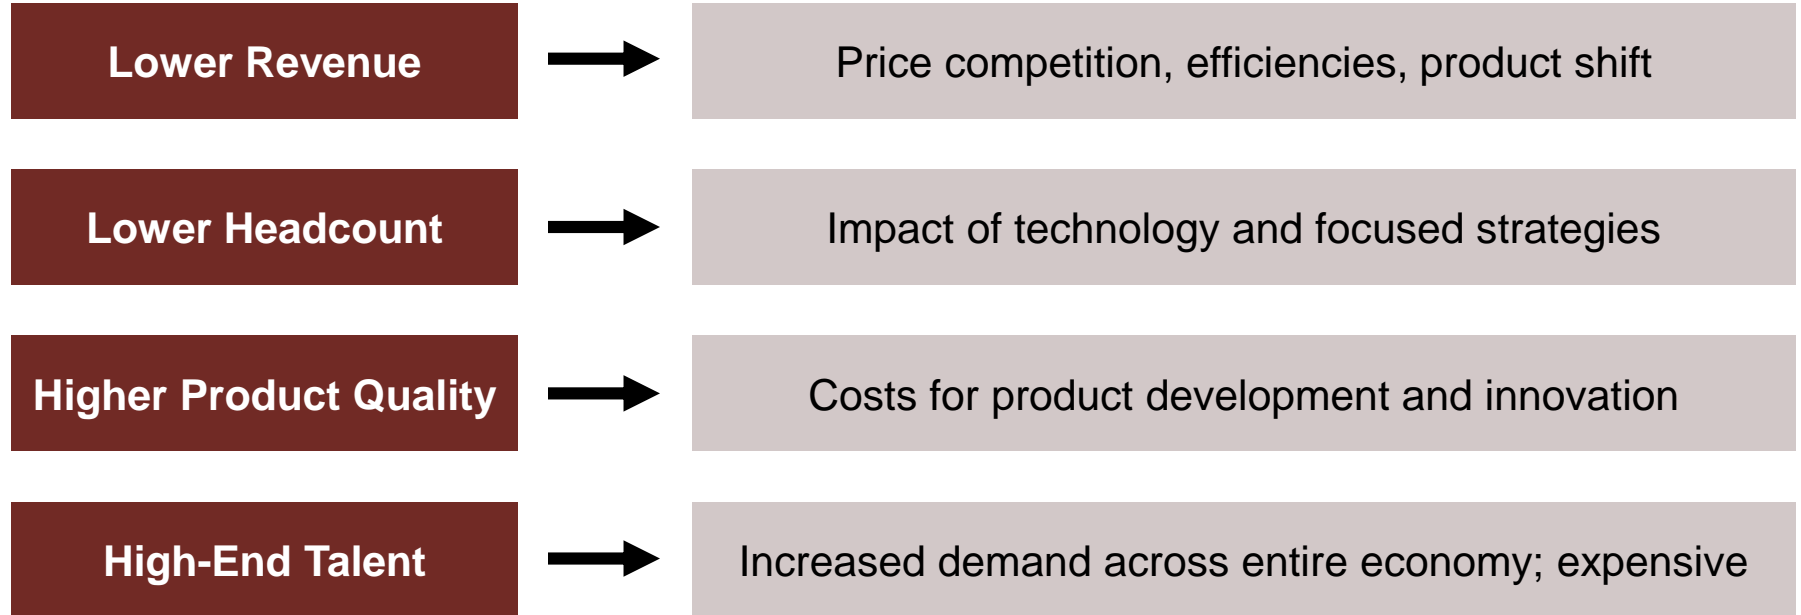 Lower Revenue
Price competition, efficiencies, product shift
Lower Headcount
Impact of technology and focused strategies
Higher Product Quality
Costs for product development and innovation
High-End Talent
Increased demand across entire economy; expensive